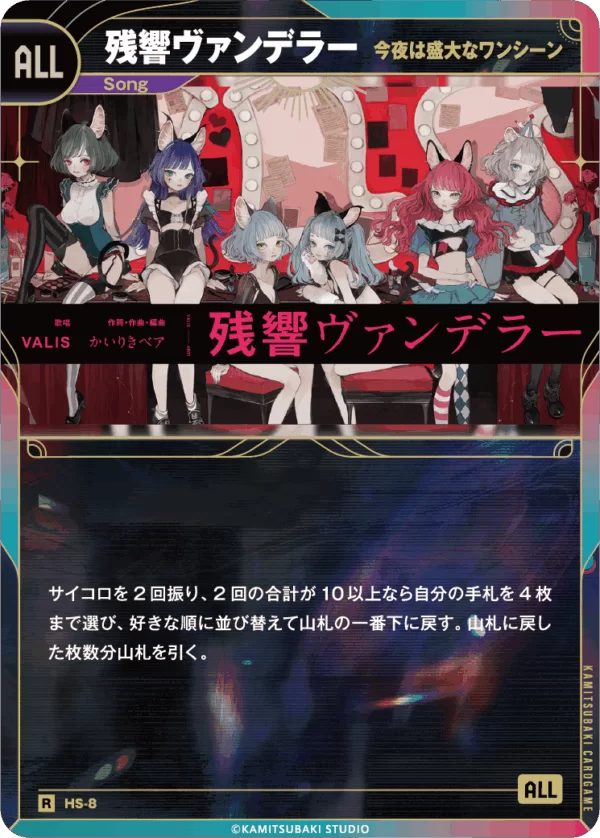 ALL
残響ヴァンデラー 今夜は盛大なワンシーン
Song
歌唱
VALIS
作詞・作曲・編曲
かいりきベア
残響ヴァンデラー
サイコロを2回振り、2回の合計が10以上なら自分の手札を4枚
まで選び、好きな順に並び替えて山札の一番下に戻す。山札に戻し
た枚数分山札を引く。
KAMITSUBAKI CARDGAME
R HS-8
ALL
©KAMITSUBAKI STUDIO